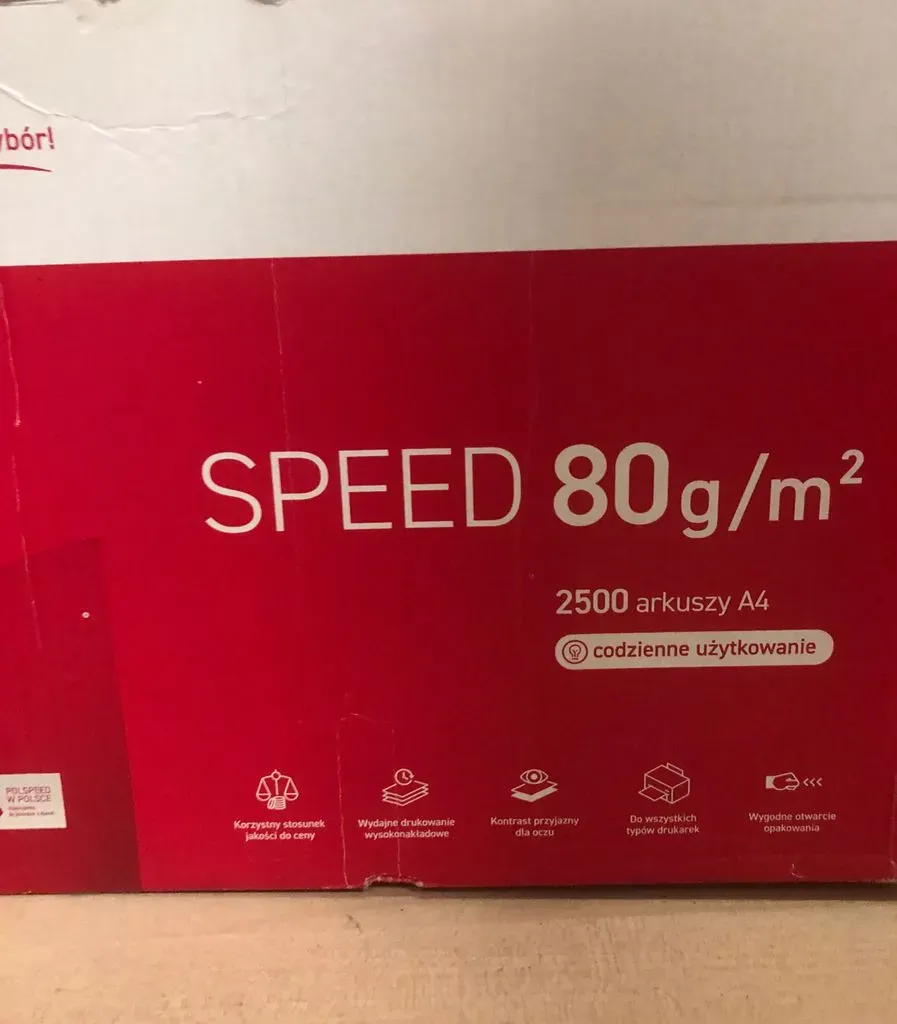 bór!
SPEED 80g/m²
2500 arkuszy A4
codzienne użytkowanie
POLSPEED
W POLSCE
Korzystny stosunek
jakości do ceny
Wydajne drukowanie
wysokonakładowe
Kontrast przyjazny
dla oczu
Do wszystkich
typów drukarek
Wygodne otwarcie
opakowania